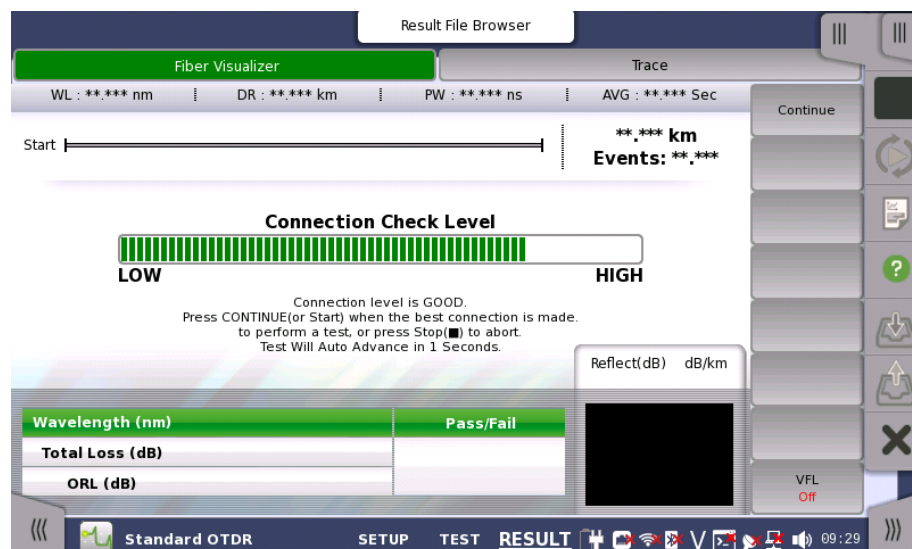 Result File Browser
Fiber Visualizer
Trace
WL : **.*** nm
DR : **.*** km
PW : **.*** ns
AVG : **.*** Sec
Continue
Start
**.*** km
Events: **.***
Connection Check Level
LOW
HIGH
Connection level is GOOD.
Press CONTINUE(or Start) when the best connection is made.
to perform a test, or press Stop(■) to abort.
Test Will Auto Advance in 1 Seconds.
Reflect(dB) dB/km
Wavelength (nm) Pass/Fail
Total Loss (dB)
ORL (dB)
VFL
Off
Standard OTDR SETUP TEST RESULT 09:29